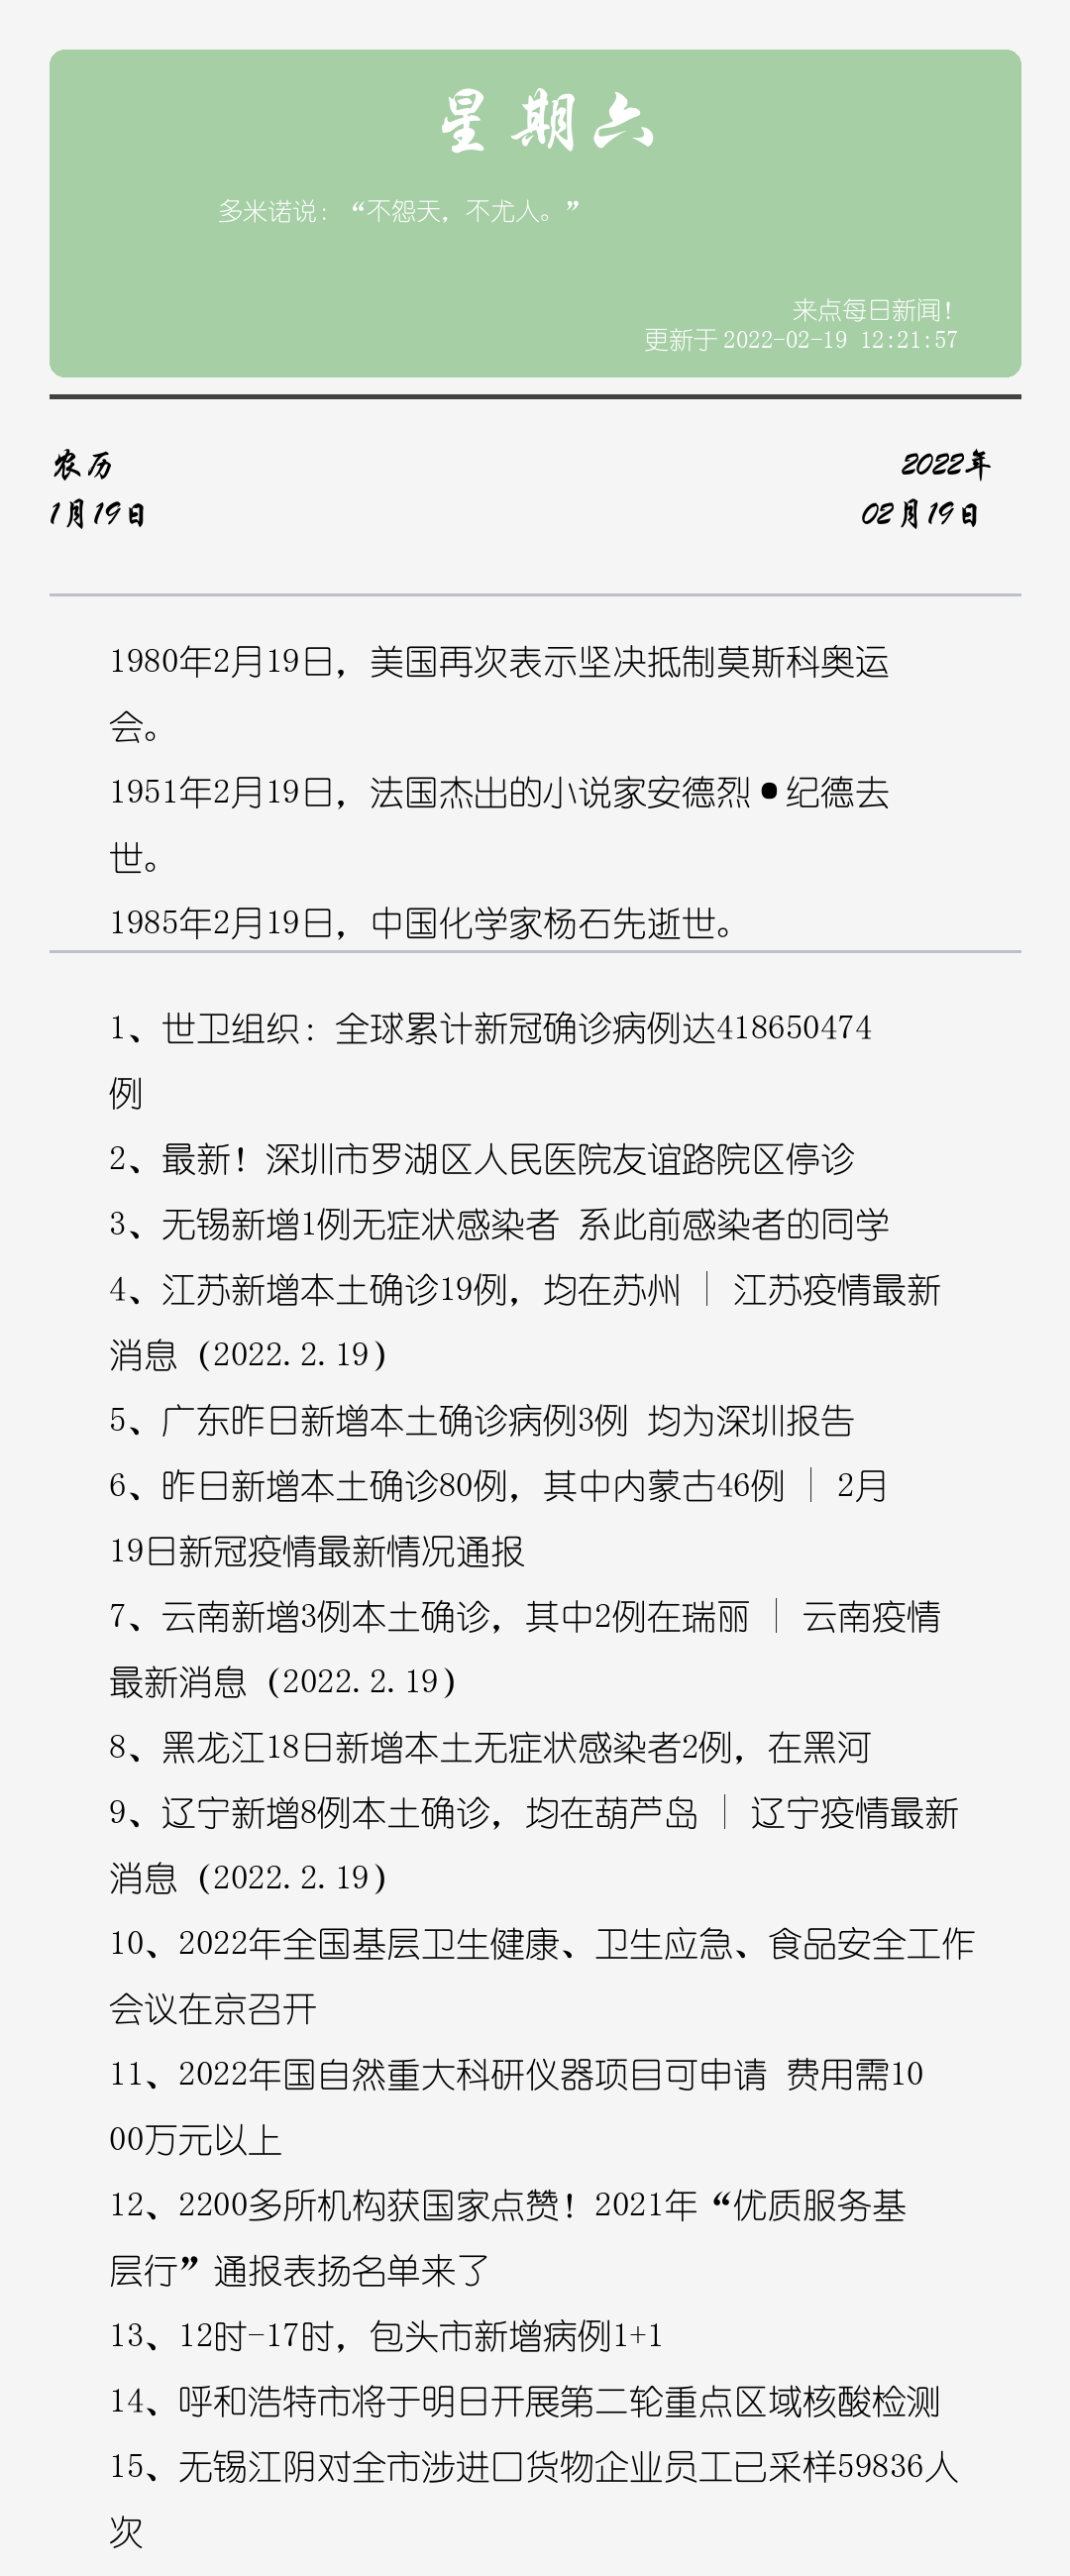 星期六
多米诺说：“不怨天，不尤人。”
来点每日新闻！
更新于 2022-02-19 12:21:57
农历
2022年
1月19日
02月19日
1980年2月19日，美国再次表示坚决抵制莫斯科奥运
会。
1951年2月19日，法国杰出的小说家安德烈•纪德去
世。
1985年2月19日，中国化学家杨石先逝世。
1、世卫组织：全球累计新冠确诊病例达418650474
例
2、最新！深圳市罗湖区人民医院友谊路院区停诊
3、无锡新增1例无症状感染者 系此前感染者的同学
4、江苏新增本土确诊19例，均在苏州｜江苏疫情最新
消息（2022.2.19）
5、广东昨日新增本土确诊病例3例 均为深圳报告
6、昨日新增本土确诊80例，其中内蒙古46例｜2月
19日新冠疫情最新情况通报
7、云南新增3例本土确诊，其中2例在瑞丽｜云南疫情
最新消息（2022.2.19）
8、黑龙江18日新增本土无症状感染者2例，在黑河
9、辽宁新增8例本土确诊，均在葫芦岛｜辽宁疫情最新
消息（2022.2.19）
10、2022年全国基层卫生健康、卫生应急、食品安全工作
会议在京召开
11、2022年国自然重大科研仪器项目可申请 费用需10
00万元以上
12、2200多所机构获国家点赞！2021年“优质服务基
层行”通报表扬名单来了
13、12时-17时，包头市新增病例1+1
14、呼和浩特市将于明日开展第二轮重点区域核酸检测
15、无锡江阴对全市涉进口货物企业员工已采样59836人
次